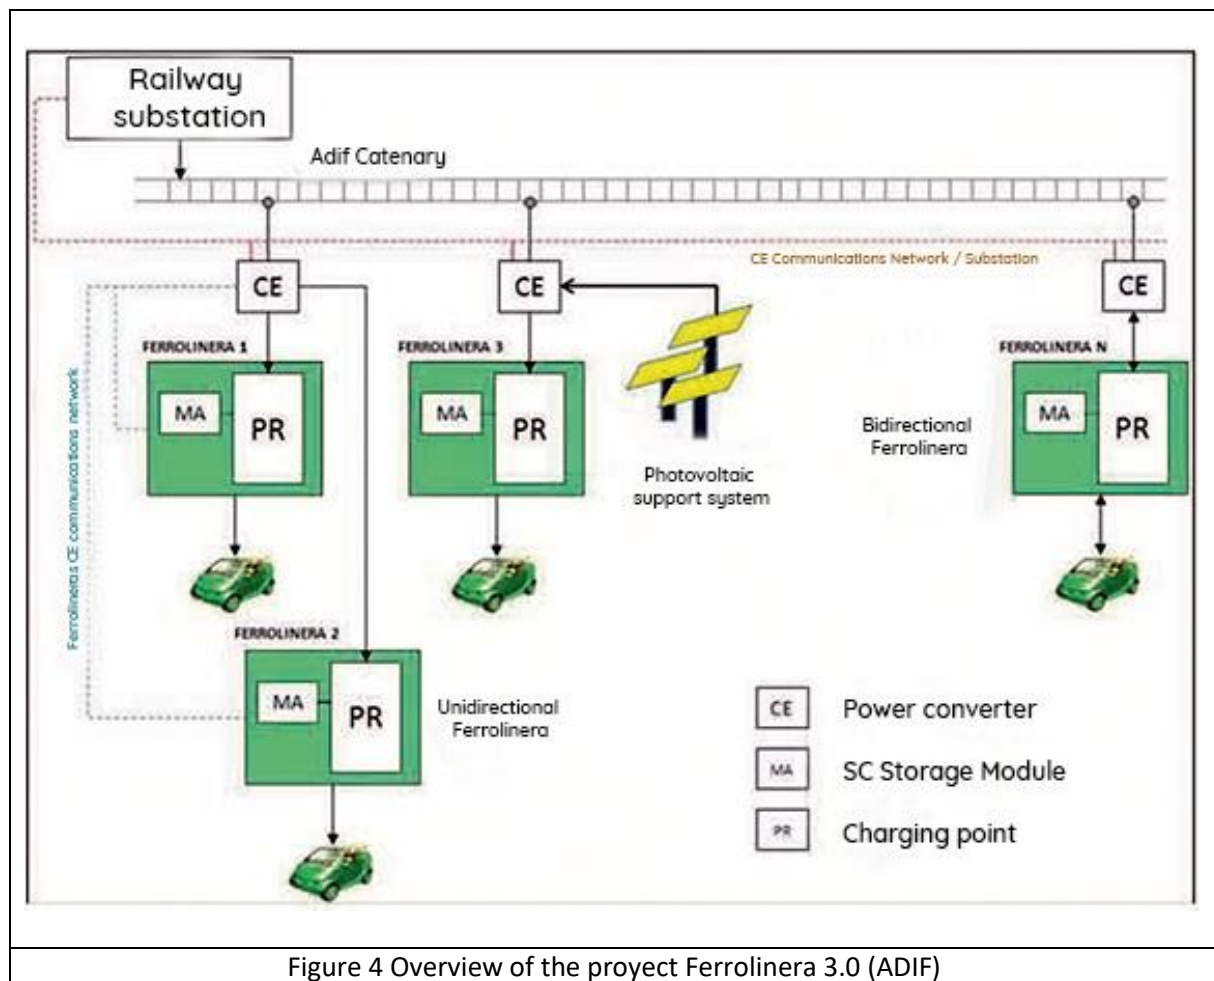 Railway
substation
Adif Catenary
CE Communications Network / Substation
CE
CE
CE
FERROLINERA 1
FERROLINERA 3
FERROLINERA N
MA
PR
MA
PR
MA
PR
Bidirectional
Ferrolinera
Photovoltaic
support system
Ferrolineras CE communications network
FERROLINERA 2
MA
PR
Unidirectional
Ferrolinera
CE
Power converter
MA
SC Storage Module
PR
Charging point
Figure 4 Overview of the proyect Ferrolinera 3.0 (ADIF)